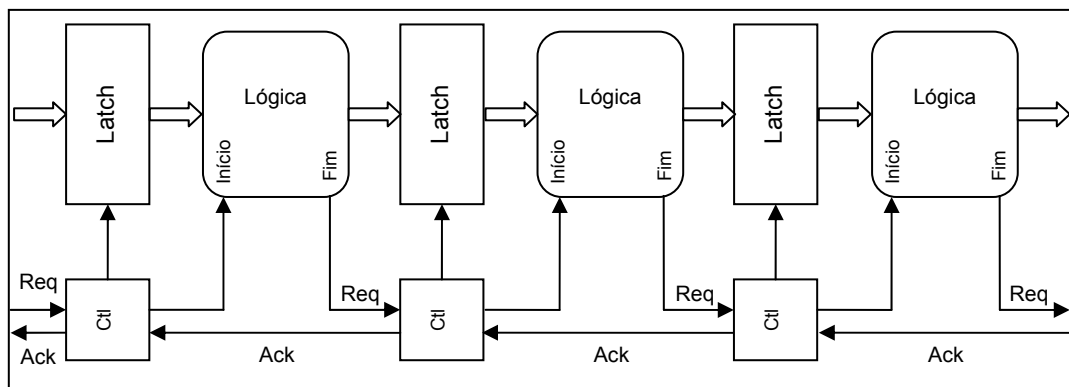 Latch
Lógica
Início
Fim
Latch
Lógica
Início
Fim
Latch
Lógica
Início
Fim
Req
Ctl
Req
Ctl
Req
Ctl
Req
Ack
Ack
Ack
Ack